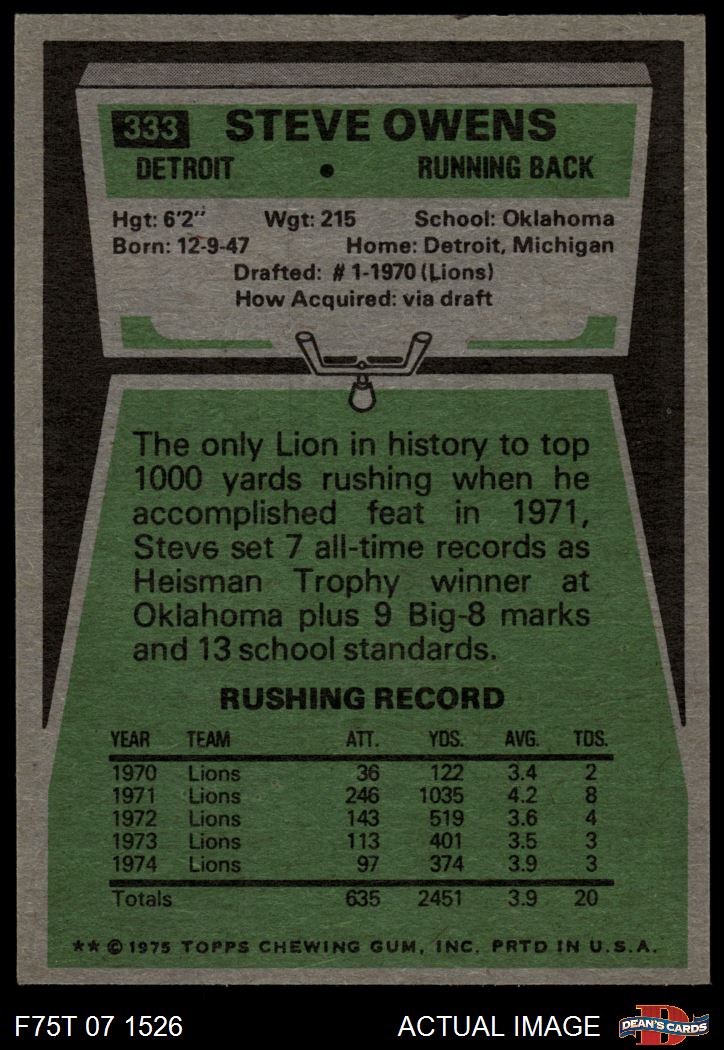 333 STEVE OWENS
DETROIT • RUNNING BACK
Hgt: 6'2" Wgt: 215 School: Oklahoma
Born: 12-9-47 Home: Detroit, Michigan
Drafted: # 1-1970 (Lions)
How Acquired: via draft
The only Lion in history to top
1000 yards rushing when he
accomplished feat in 1971,
Steve set 7 all-time records as
Heisman Trophy winner at
Oklahoma plus 9 Big-8 marks
and 13 school standards.
RUSHING RECORD
YEAR TEAM ATT. YDS. AVG. TDS.
1970 Lions 36 122 3.4 2
1971 Lions 246 1035 4.2 8
1972 Lions 143 519 3.6 4
1973 Lions 113 401 3.5 3
1974 Lions 97 374 3.9 3
Totals 635 2451 3.9 20
** © 1975 TOPPS CHEWING GUM, INC. PRTD IN U.S.A.
F75T 07 1526 ACTUAL IMAGE D DEAN'S CARDS